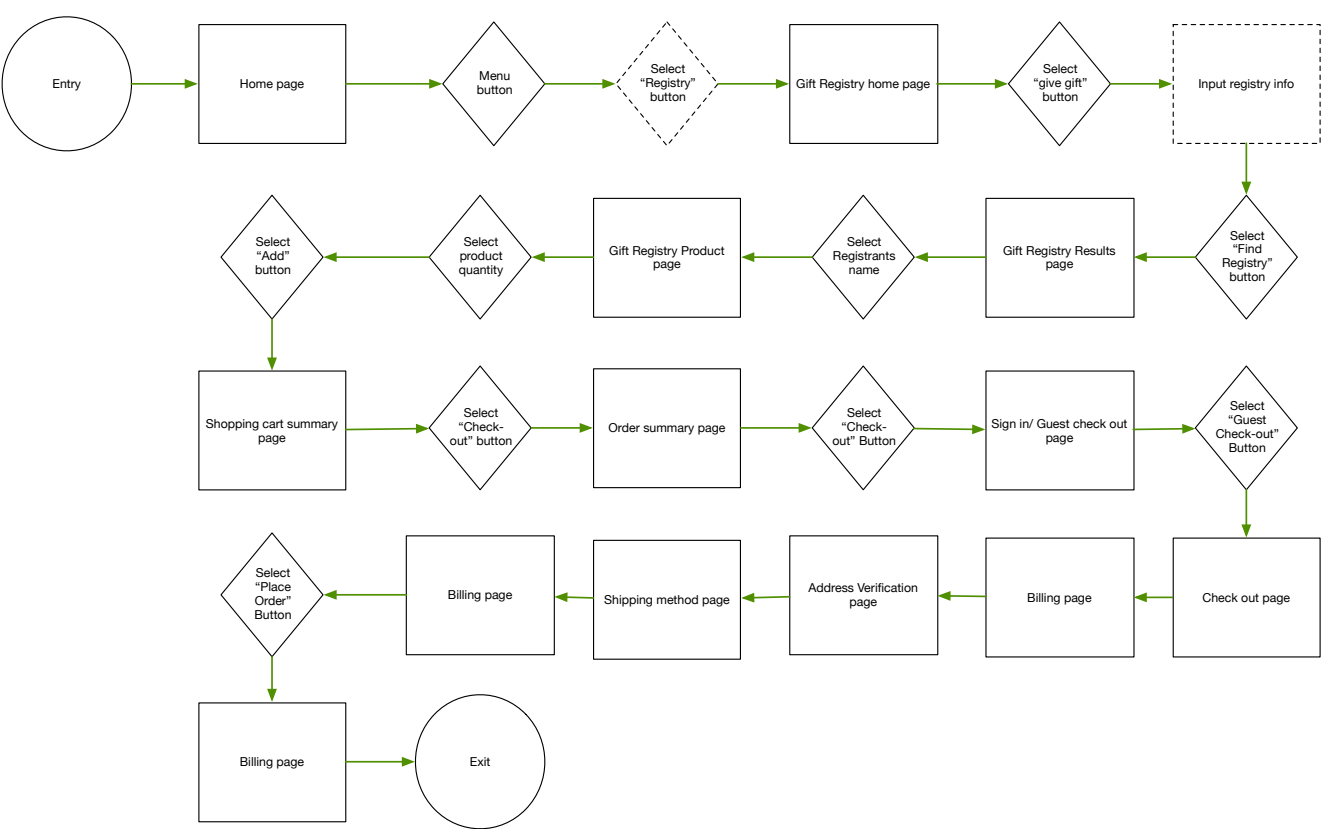 Entry
Home page
Menu
button
Select
“Registry”
button
Gift Registry home page
Select
“give gift”
button
Input registry info
Select
“Add”
button
Select
product
quantity
Gift Registry Product
page
Select
Registrants
name
Gift Registry Results
page
Select
“Find
Registry”
button
Shopping cart summary
page
Select
“Check-
out” button
Order summary page
Select
“Check-
out” Button
Sign in/ Guest check out
page
Select
“Guest
Check-out”
Button
Select
“Place
Order”
Button
Billing page
Shipping method page
Address Verification
page
Billing page
Check out page
Billing page
Exit